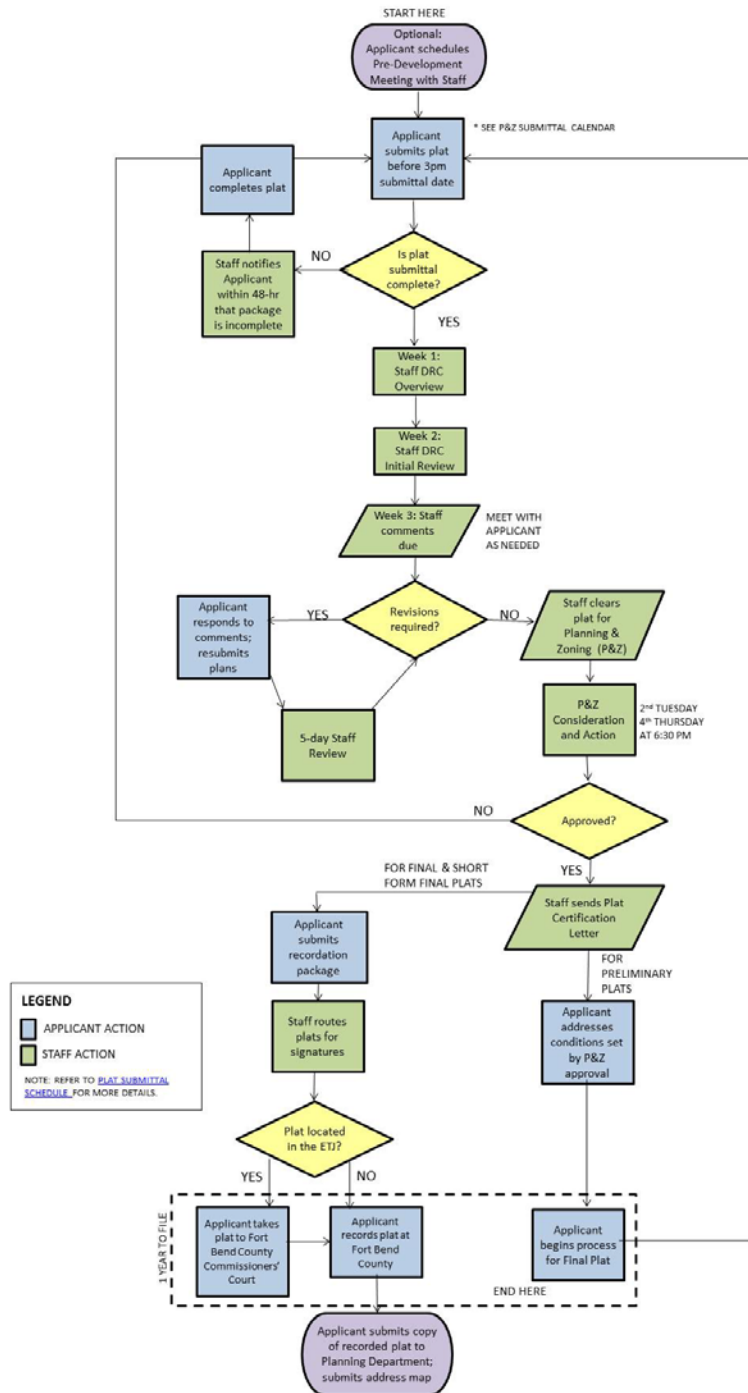 START HERE
Optional:
Applicant schedules
Pre-Development
Meeting with Staff
* SEE P&Z SUBMITTAL CALENDAR
Applicant
submits plat
before 3pm
submittal date
Applicant
completes plat
Is plat
submittal
complete?
NO
Staff notifies
Applicant
within 48-hr
that package
is incomplete
YES
Week 1:
Staff DRC
Overview
Week 2:
Staff DRC
Initial Review
Week 3: Staff
comments
due
MEET WITH
APPLICANT
AS NEEDED
Revisions
required?
YES
Applicant
responds to
comments;
resubmits
plans
5-day Staff
Review
NO
Staff clears
plat for
Planning &
Zoning (P&Z)
P&Z
Consideration
and Action
2nd TUESDAY
4th THURSDAY
AT 6:30 PM
Approved?
NO
YES
Staff sends Plat
Certification
Letter
FOR FINAL & SHORT
FORM FINAL PLATS
Applicant
submits
recordation
package
FOR
PRELIMINARY
PLATS
Staff routes
plats for
signatures
Applicant
addresses
conditions set
by P&Z
approval
LEGEND
APPLICANT ACTION
STAFF ACTION
NOTE: REFER TO PLAT SUBMITTAL
SCHEDULE FOR MORE DETAILS.
Plat located
in the ETJ?
YES
NO
1 YEAR TO FILE
Applicant takes
plat to Fort
Bend County
Commissioners'
Court
Applicant
records plat at
Fort Bend
County
Applicant
begins process
for Final Plat
END HERE
Applicant submits copy
of recorded plat to
Planning Department;
submits address map